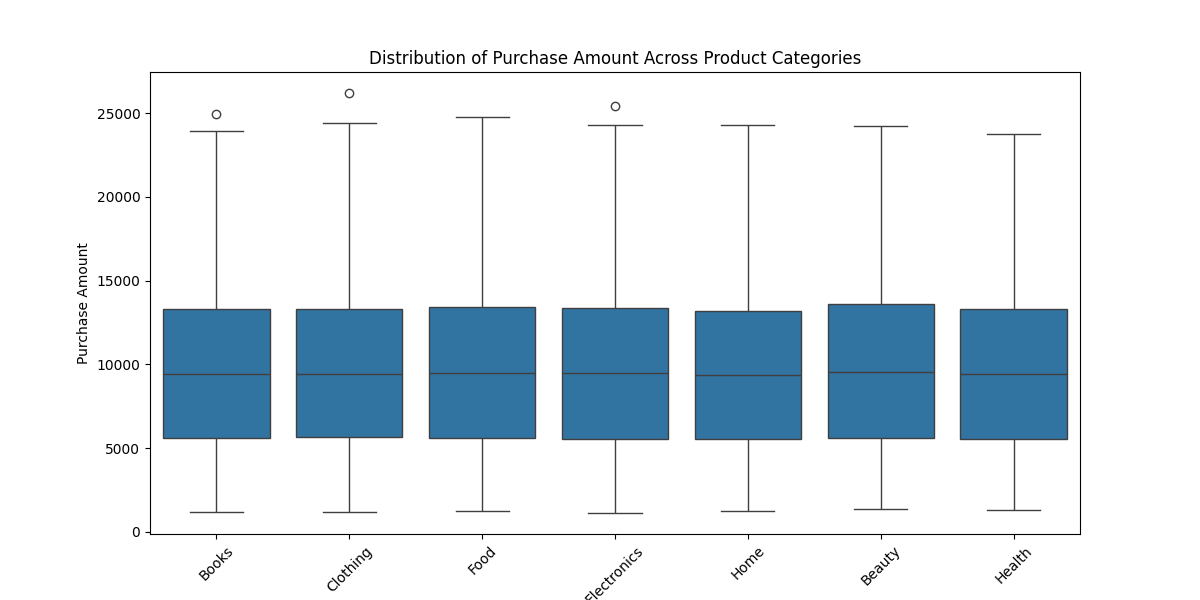 Distribution of Purchase Amount Across Product Categories
Purchase Amount
25000
20000
15000
10000
5000
0
Books
Clothing
Food
Electronics
Home
Beauty
Health